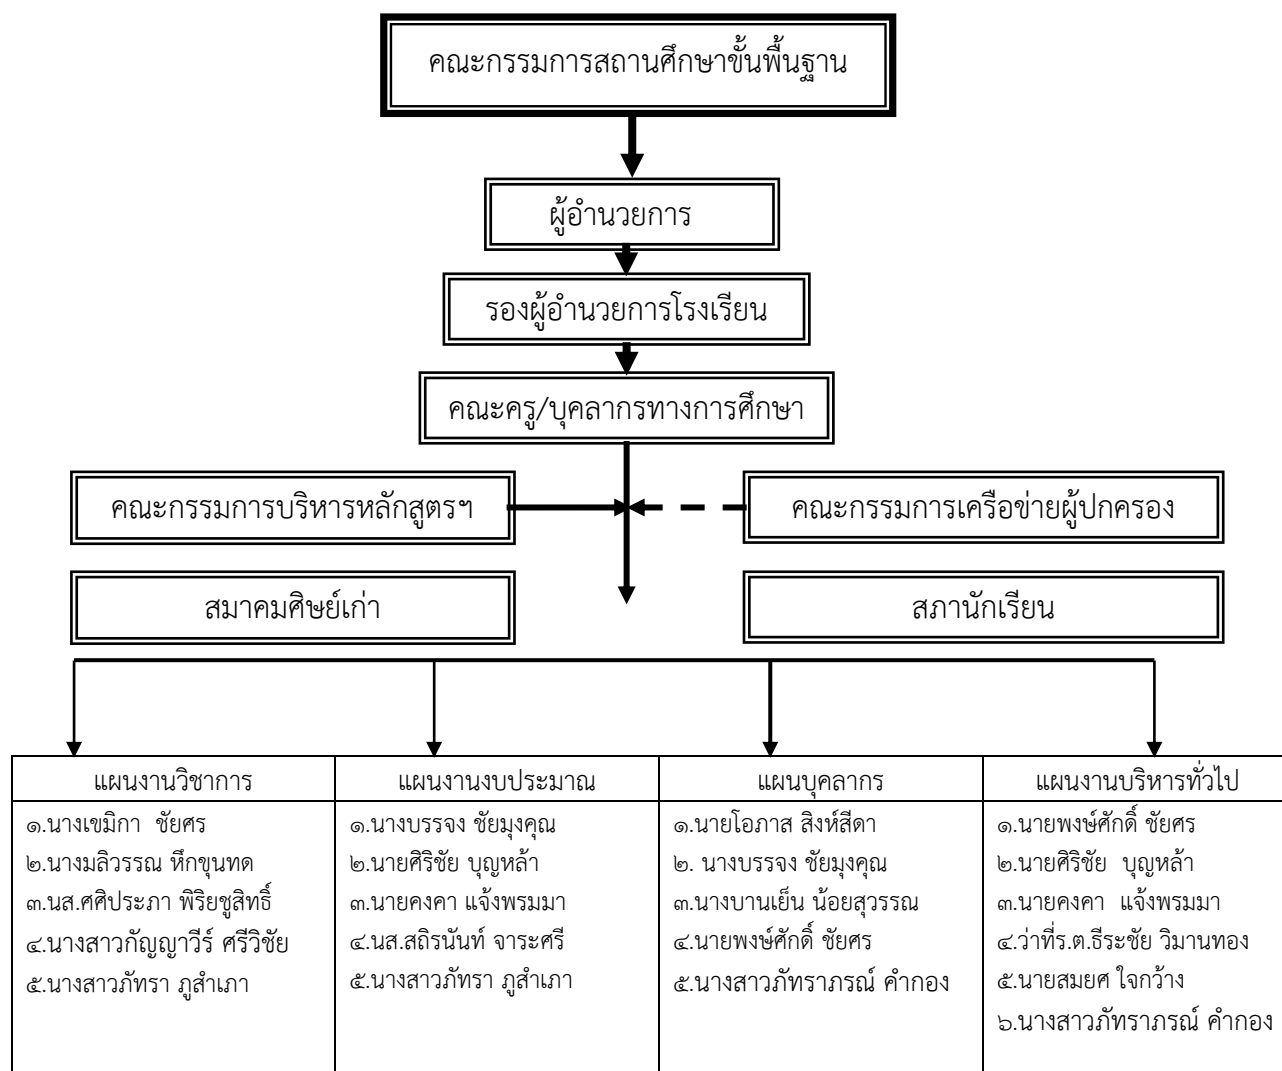 คณะกรรมการสถานศึกษาขั้นพื้นฐาน
ผู้อำนวยการ
รองผู้อำนวยการโรงเรียน
คณะครู/บุคลากรทางการศึกษา
คณะกรรมการบริหารหลักสูตรฯ
คณะกรรมการเครือข่ายผู้ปกครอง
สมาคมศิษย์เก่า
สภานักเรียน
แผนงานวิชาการ
๑.นางเขมิกา ชัยศร
๒.นางมลิวรรณ หึกขุนทด
๓.นส.ศศิประภา พิริยชูสิทธิ์
๔.นางสาวกัญญาวีร์ ศรีวิชัย
๕.นางสาวภัทรา ภูสำเภา
แผนงานงบประมาณ
๑.นางบรรจง ชัยมุงคุณ
๒.นายศิริชัย บุญหล้า
๓.นายคงคา แจ้งพรมมา
๔.นส.สถิรนันท์ จาระศรี
๕.นางสาวภัทรา ภูสำเภา
แผนบุคลากร
๑.นายโอภาส สิงห์สีดา
๒. นางบรรจง ชัยมุงคุณ
๓.นางบานเย็น น้อยสุวรรณ
๔.นายพงษ์ศักดิ์ ชัยศร
๕.นางสาวภัทราภรณ์ คำกอง
แผนงานบริหารทั่วไป
๑.นายพงษ์ศักดิ์ ชัยศร
๒.นายศิริชัย บุญหล้า
๓.นายคงคา แจ้งพรมมา
๔.ว่าที่ร.ต.ธีระชัย วิมานทอง
๕.นายสมยศ ใจกว้าง
๖.นางสาวภัทราภรณ์ คำกอง